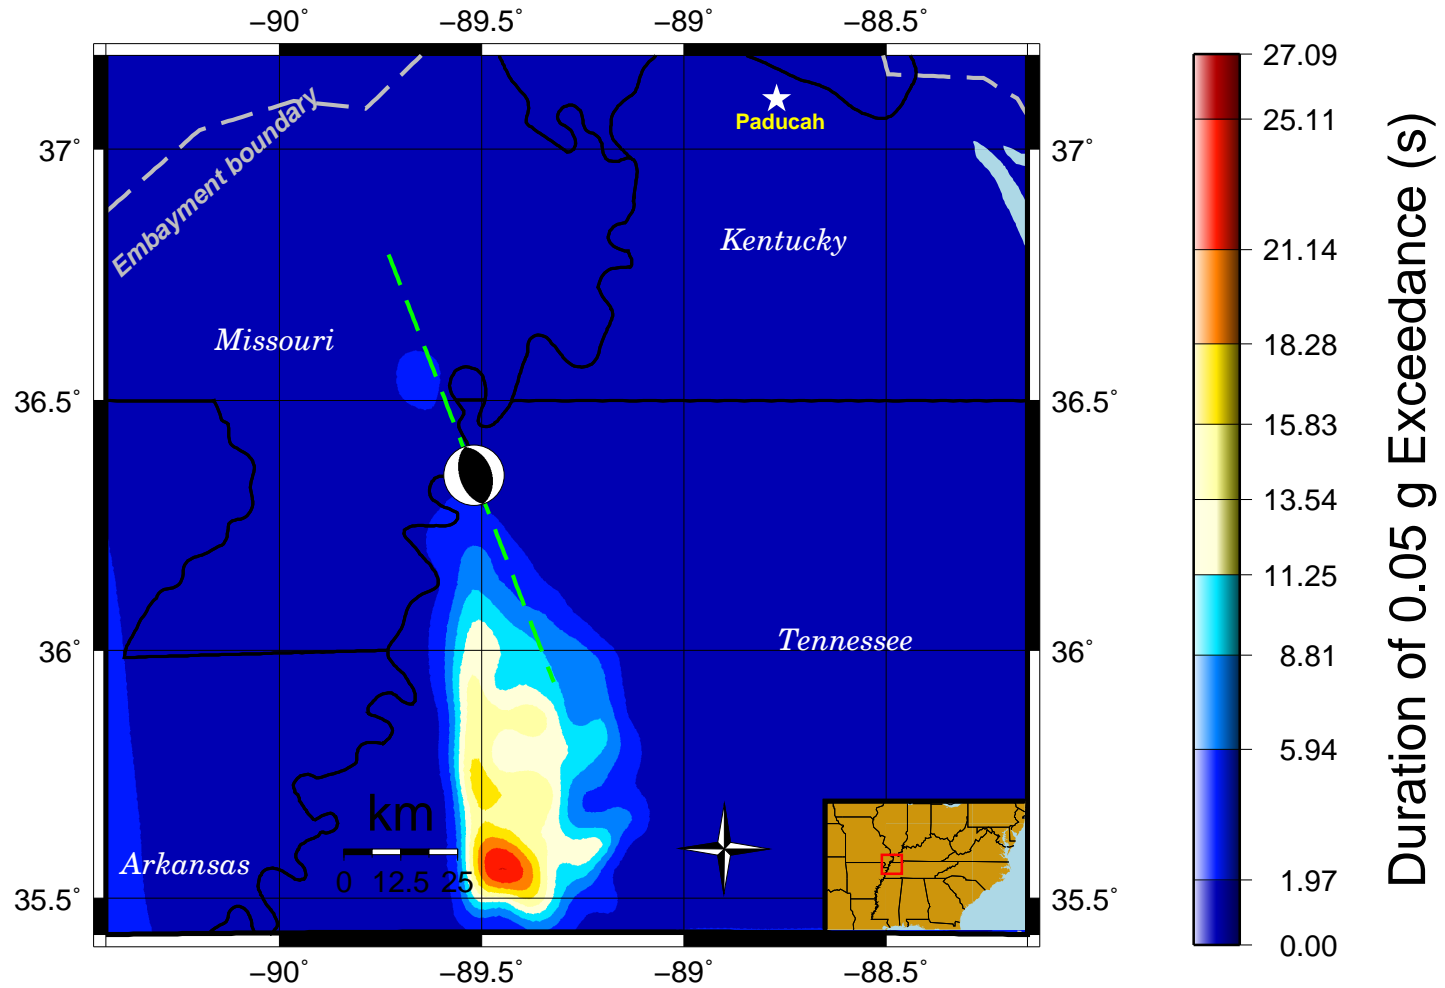 −90˚ −89.5˚ −89˚ −88.5˚
27.09
25.11
21.14
18.28
15.83
13.54
11.25
8.81
5.94
1.97
0.00
Duration of 0.05 g Exceedance (s)
37˚ 37˚
36.5˚ 36.5˚
36˚ 36˚
35.5˚ 35.5˚
Embayment boundary
Paducah
Kentucky
Missouri
Tennessee
Arkansas
km
0 12.5 25
−90˚ −89.5˚ −89˚ −88.5˚